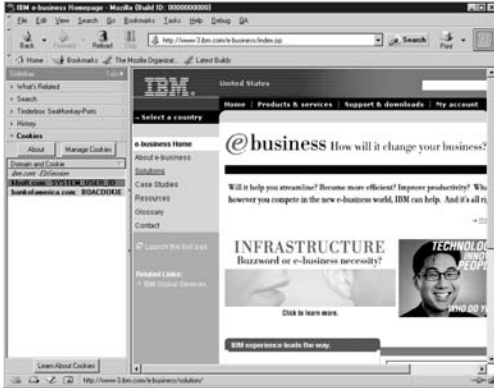 IBM e-business Homepage - Mozilla {Build ID: 0000000000}
File Edit View Search Go Bookmarks Tasks Help Debug QA
Back Forward Reload Stop http://www-3.ibm.com/e-business/index.jsp Search Print
Home Bookmarks The Mozilla Organizat... Latest Builds
Sidebar Tabs
What's Related
Search
Tinderbox: SeaMonkey-Ports
History
Cookies
About Manage Cookies
Domain and Cookie
ibm.com: EbSession
kbsft.com: SYSTEM_USER_ID
bankofamerica.com: BOACOOKIE
Learn About Cookies
IBM.
United States
Home Products & services Support & downloads My account
Select a country
e-business Home
About e-business
Solutions
Case Studies
Resources
Glossary
Contact
Launch the tool pad
Related Links:
IBM Global Services
e business How will it change your business?
Will it help you streamline? Become more efficient? Improve productivity?
however you compete in the new e-business world, IBM can help. And it's all
INFRASTRUCTURE
Buzzword or e-business necessity?
Click to learn more.
TECHNOLO
INNO
PEOPL
WHO DO YO
IBM experience leads the way.
http://www-3.ibm.com/e-business/solution/